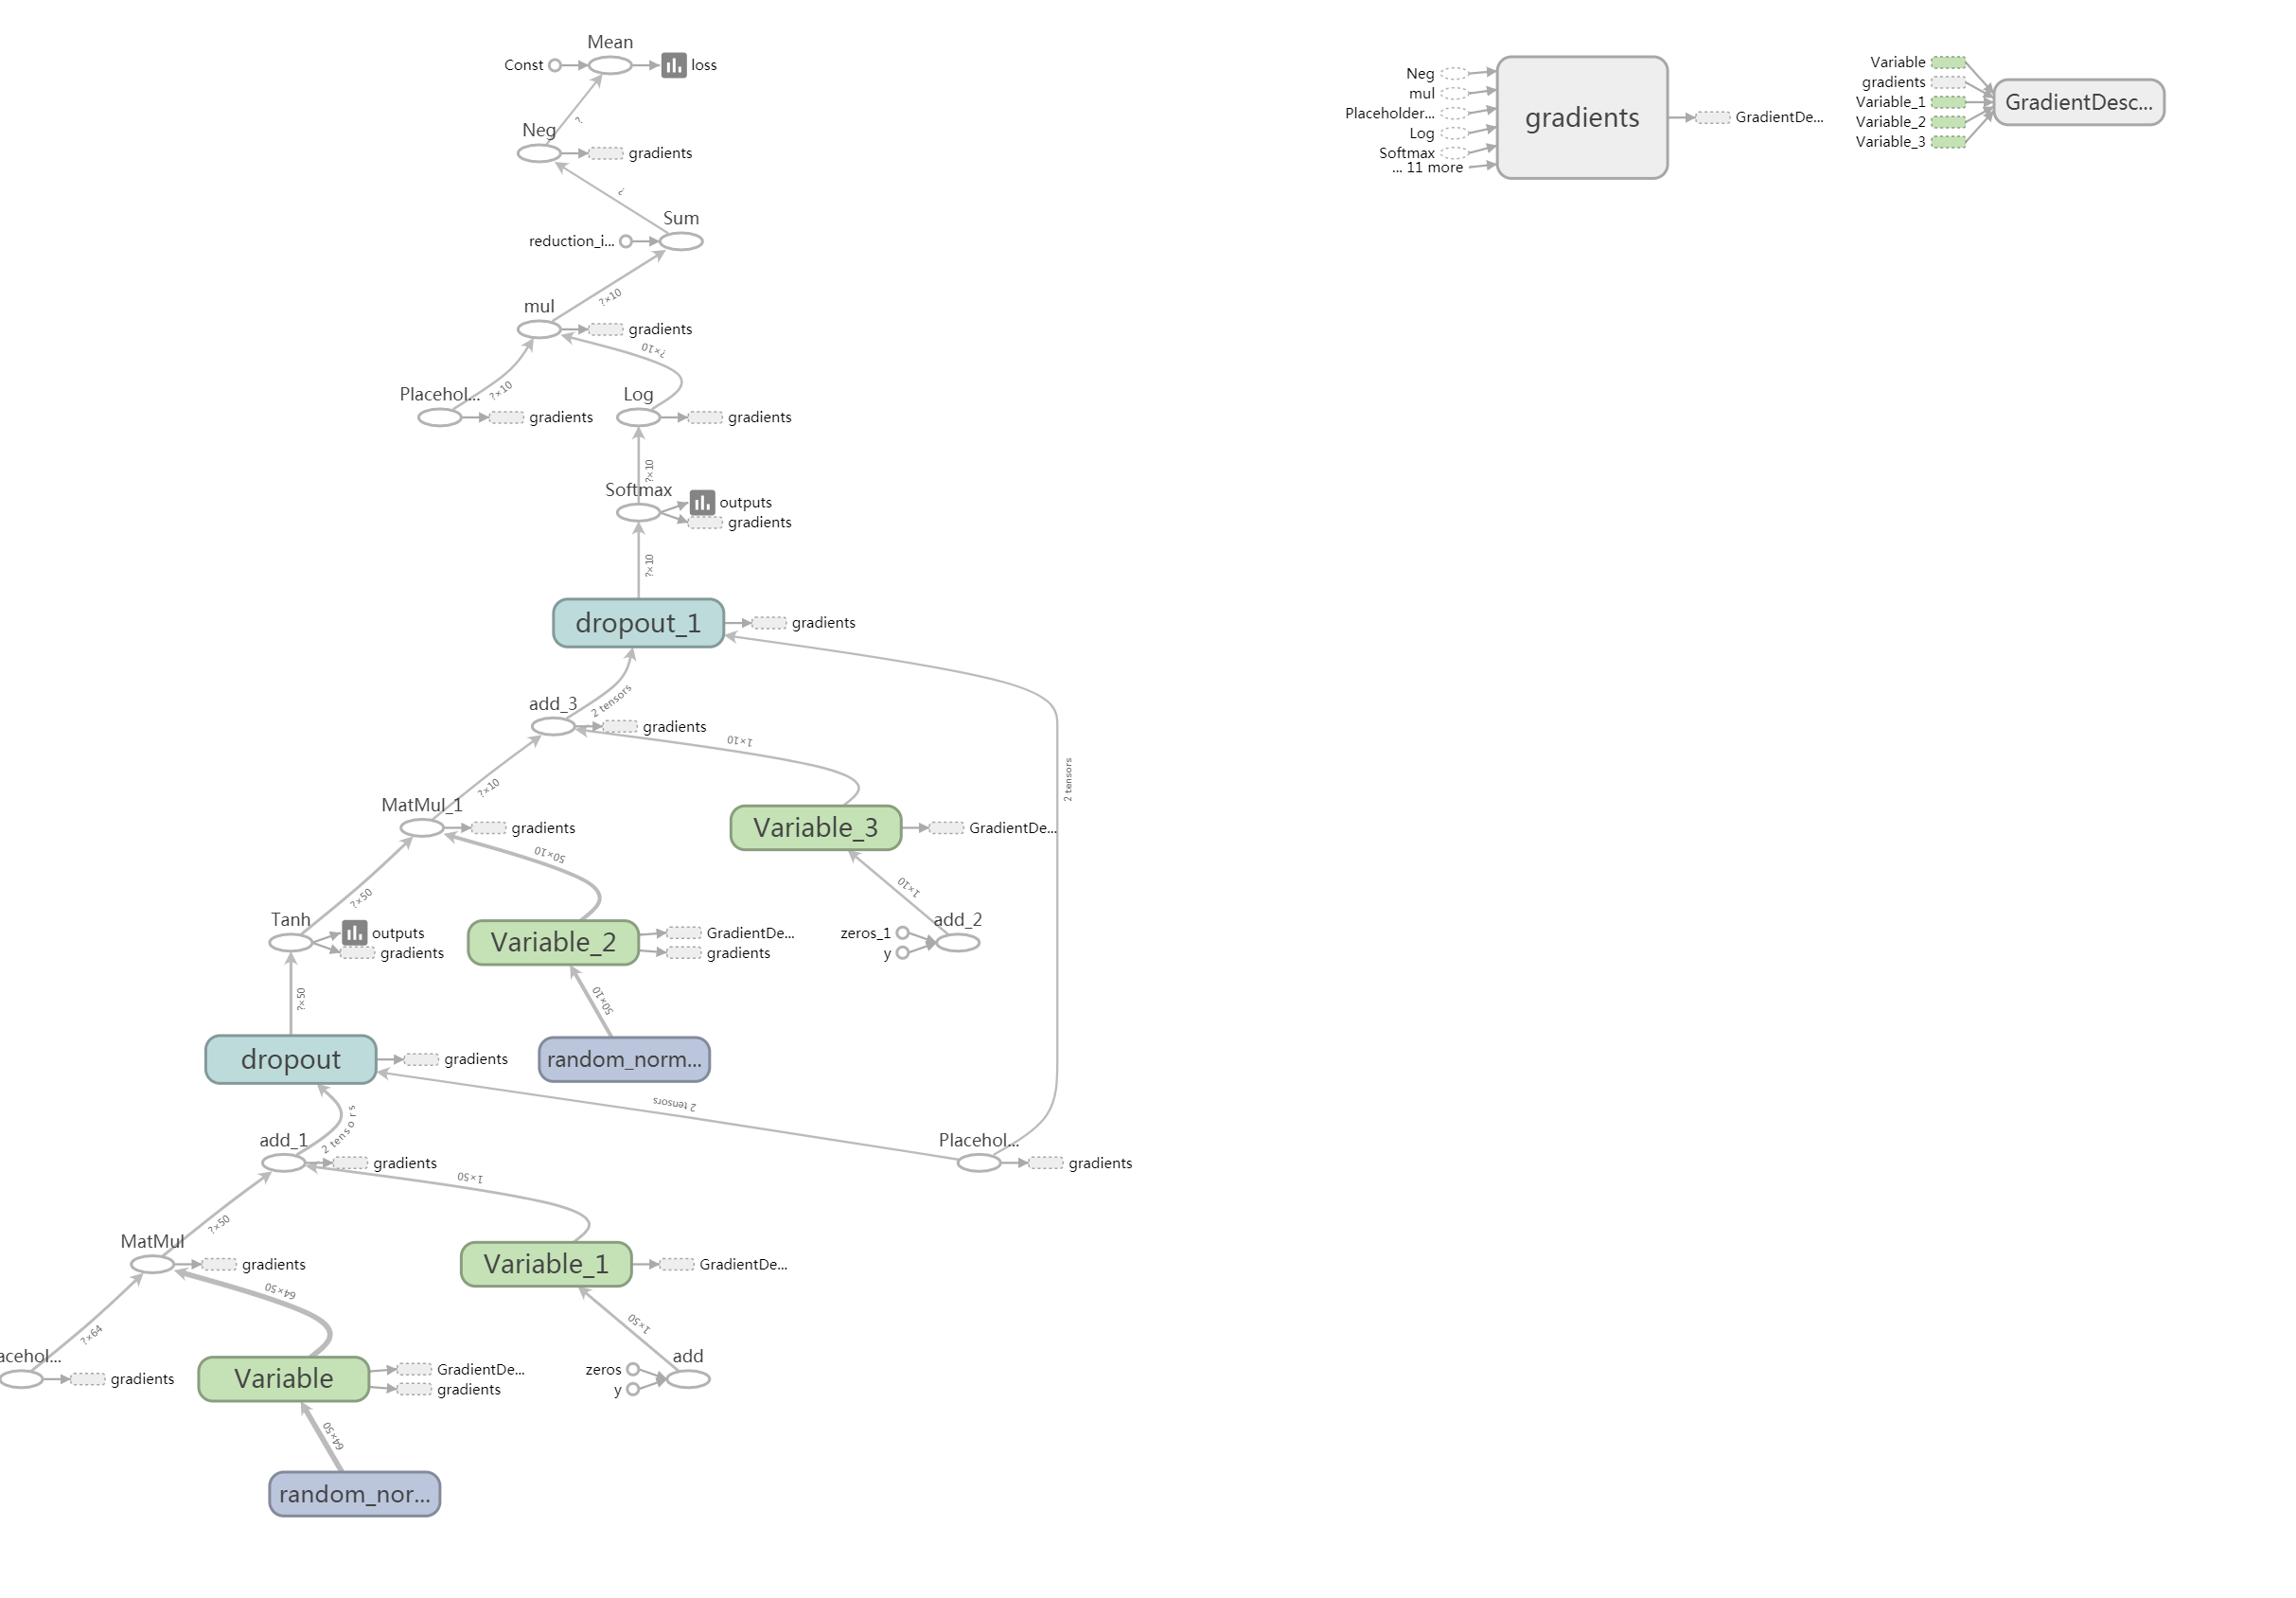 Mean
Const
loss
Neg
?
gradients
?
Sum
reduction_i...
mul
?×10
gradients
?×10
Placehol...
?×10
gradients
Log
gradients
?×10
Softmax
outputs
gradients
?×10
dropout_1
gradients
add_3
2 tensors
gradients
1×10
2 tensors
MatMul_1
?×10
gradients
Variable_3
GradientDe...
50×10
?×50
1×10
Tanh
outputs
gradients
Variable_2
GradientDe...
gradients
add_2
zeros_1
y
?×50
50×10
dropout
gradients
random_norm...
2 tensors
add_1
2 tensors
gradients
Placehol...
gradients
1×50
?×50
MatMul
gradients
Variable_1
GradientDe...
64×50
?×64
1×50
acehol...
gradients
Variable
GradientDe...
gradients
add
zeros
y
64×50
random_nor...
Neg
mul
Placeholder...
Log
Softmax
... 11 more
gradients
GradientDe...
Variable
gradients
Variable_1
Variable_2
Variable_3
GradientDesc...